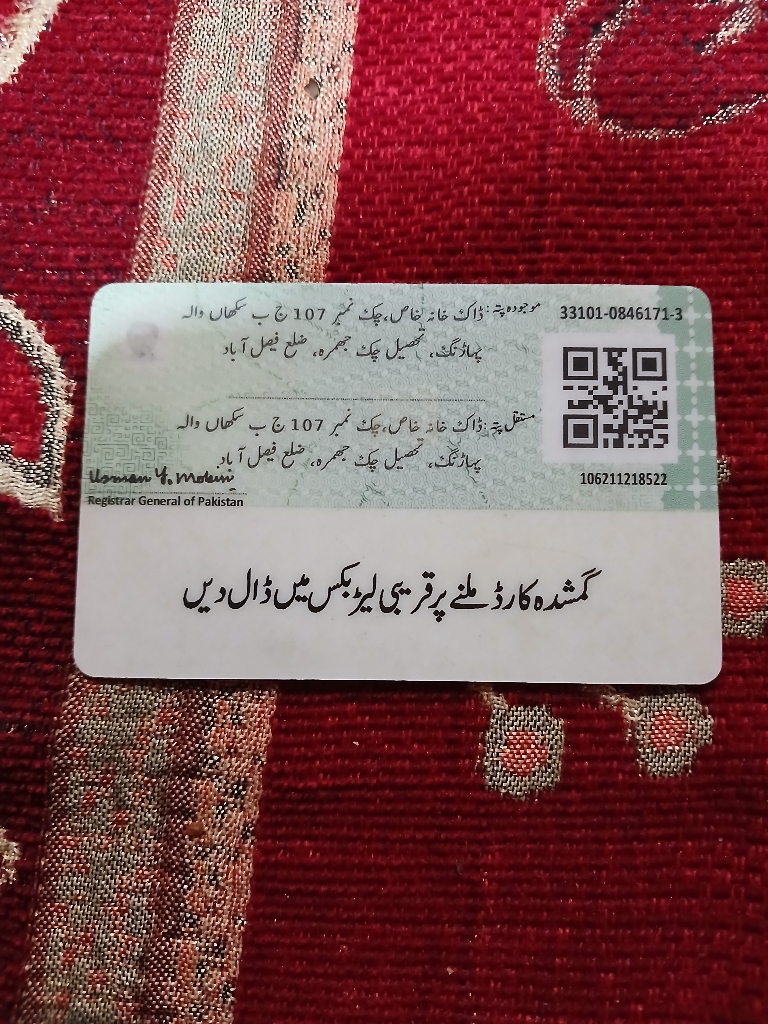 موجودہ پتہ: ڈاک خانہ خاص، چک نمبر 107 ج ب سکھاں والہ
پہاڑنگ، تحصیل چک جھمرہ، ضلع فیصل آباد
33101-0846171-3
مستقل پتہ: ڈاک خانہ خاص، چک نمبر 107 ج ب سکھاں والہ
پہاڑنگ، تحصیل چک جھمرہ، ضلع فیصل آباد
106211218522
Usman Y. Mobin
Registrar General of Pakistan
گمشدہ کارڈ ملنے پر قریبی لیٹر بکس میں ڈال دیں